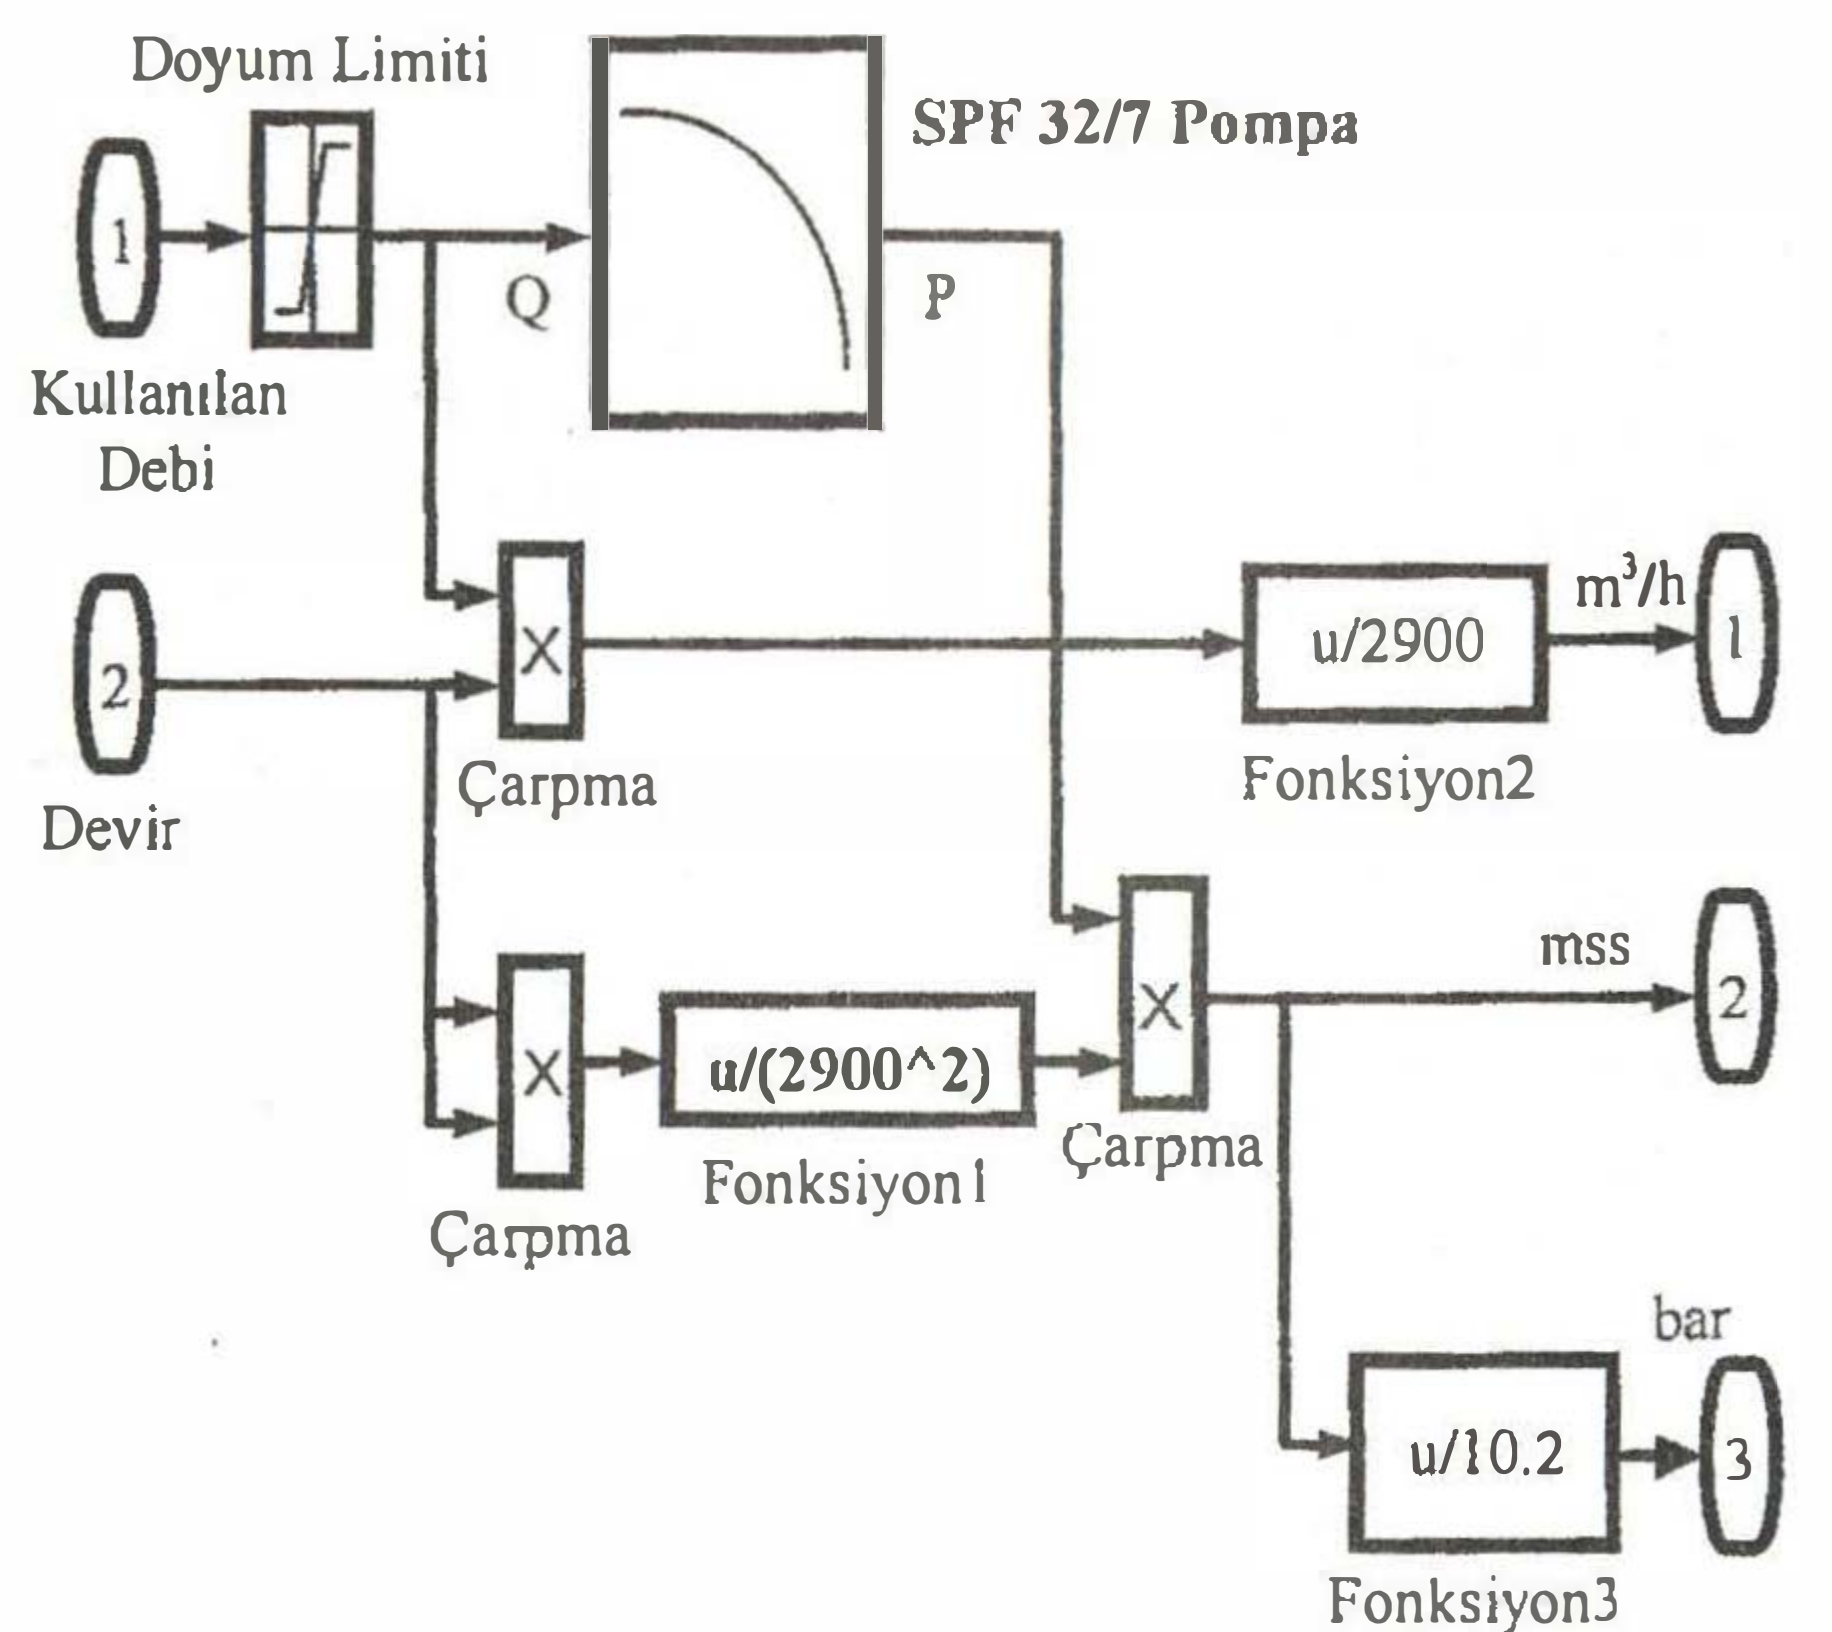 Doyum Limiti
SPF 32/7 Pompa
1
Q
P
Kullanılan
Debi
m³/h
X
u/2900
1
2
Çarpma
Fonksiyon2
Devir
mss
X
2
X
u/(2900^2)
Çarpma
Fonksiyon1
Çarpma
bar
u/10.2
3
Fonksiyon3